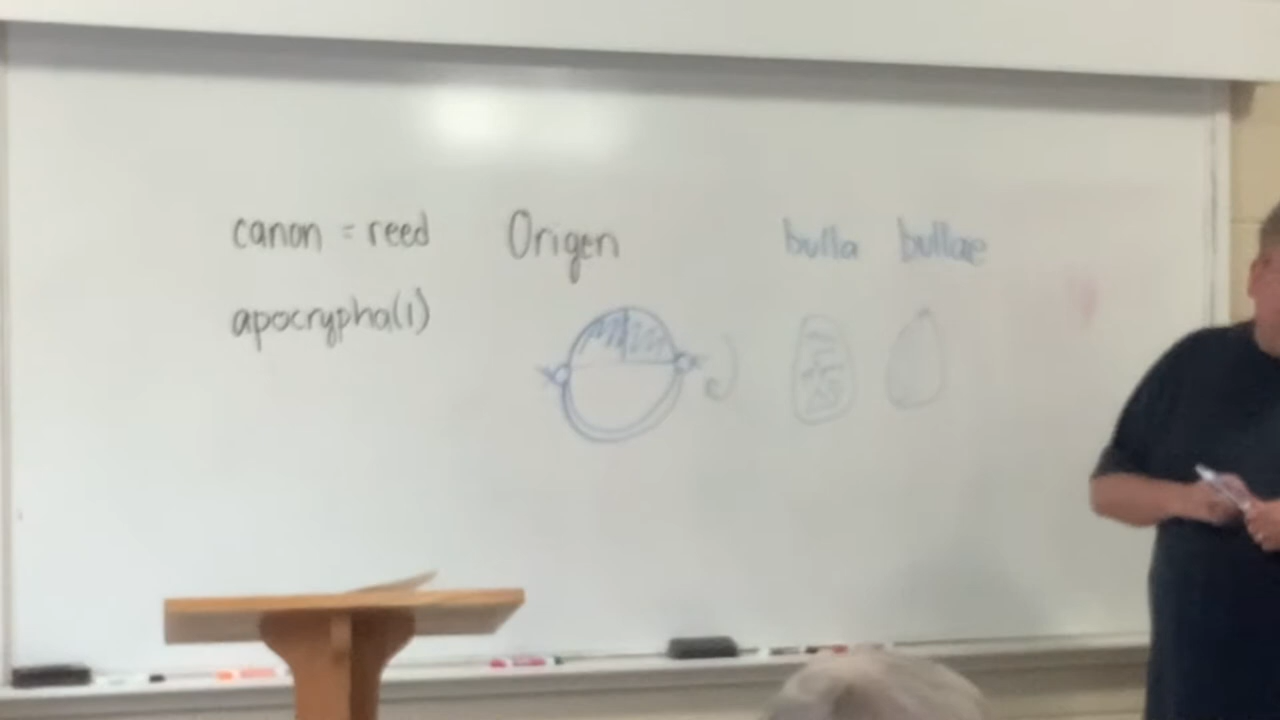 canon = reed
Origen
bulla bullae
apocrypha(l)